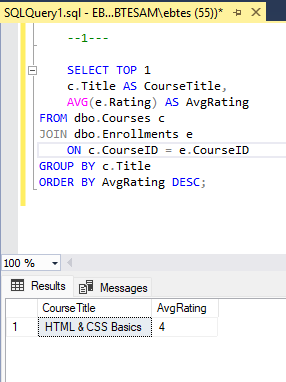 SQLQuery1.sql - EB...BTESAM\ebtes (55))*
--1---
SELECT TOP 1
c.Title AS CourseTitle,
AVG(e.Rating) AS AvgRating
FROM dbo.Courses c
JOIN dbo.Enrollments e
ON c.CourseID = e.CourseID
GROUP BY c.Title
ORDER BY AvgRating DESC;
100 %
Results Messages
CourseTitle AvgRating
1 HTML & CSS Basics 4